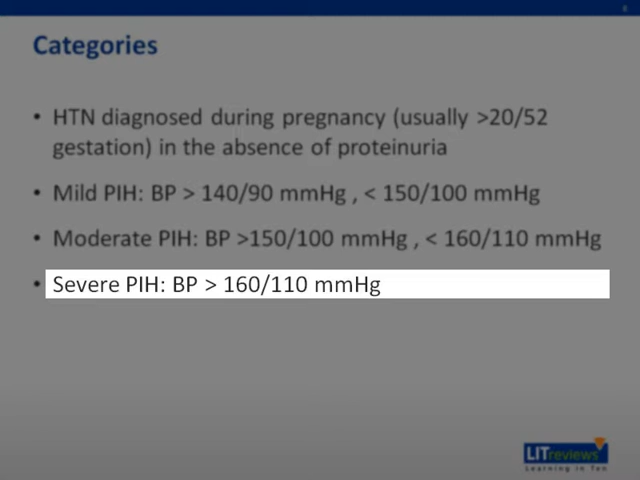 Categories
• HTN diagnosed during pregnancy (usually >20/52
gestation) in the absence of proteinuria
• Mild PIH: BP > 140/90 mmHg , < 150/100 mmHg
• Moderate PIH: BP >150/100 mmHg , < 160/110 mmHg
• Severe PIH: BP > 160/110 mmHg
LITreviews
Learning in Ten